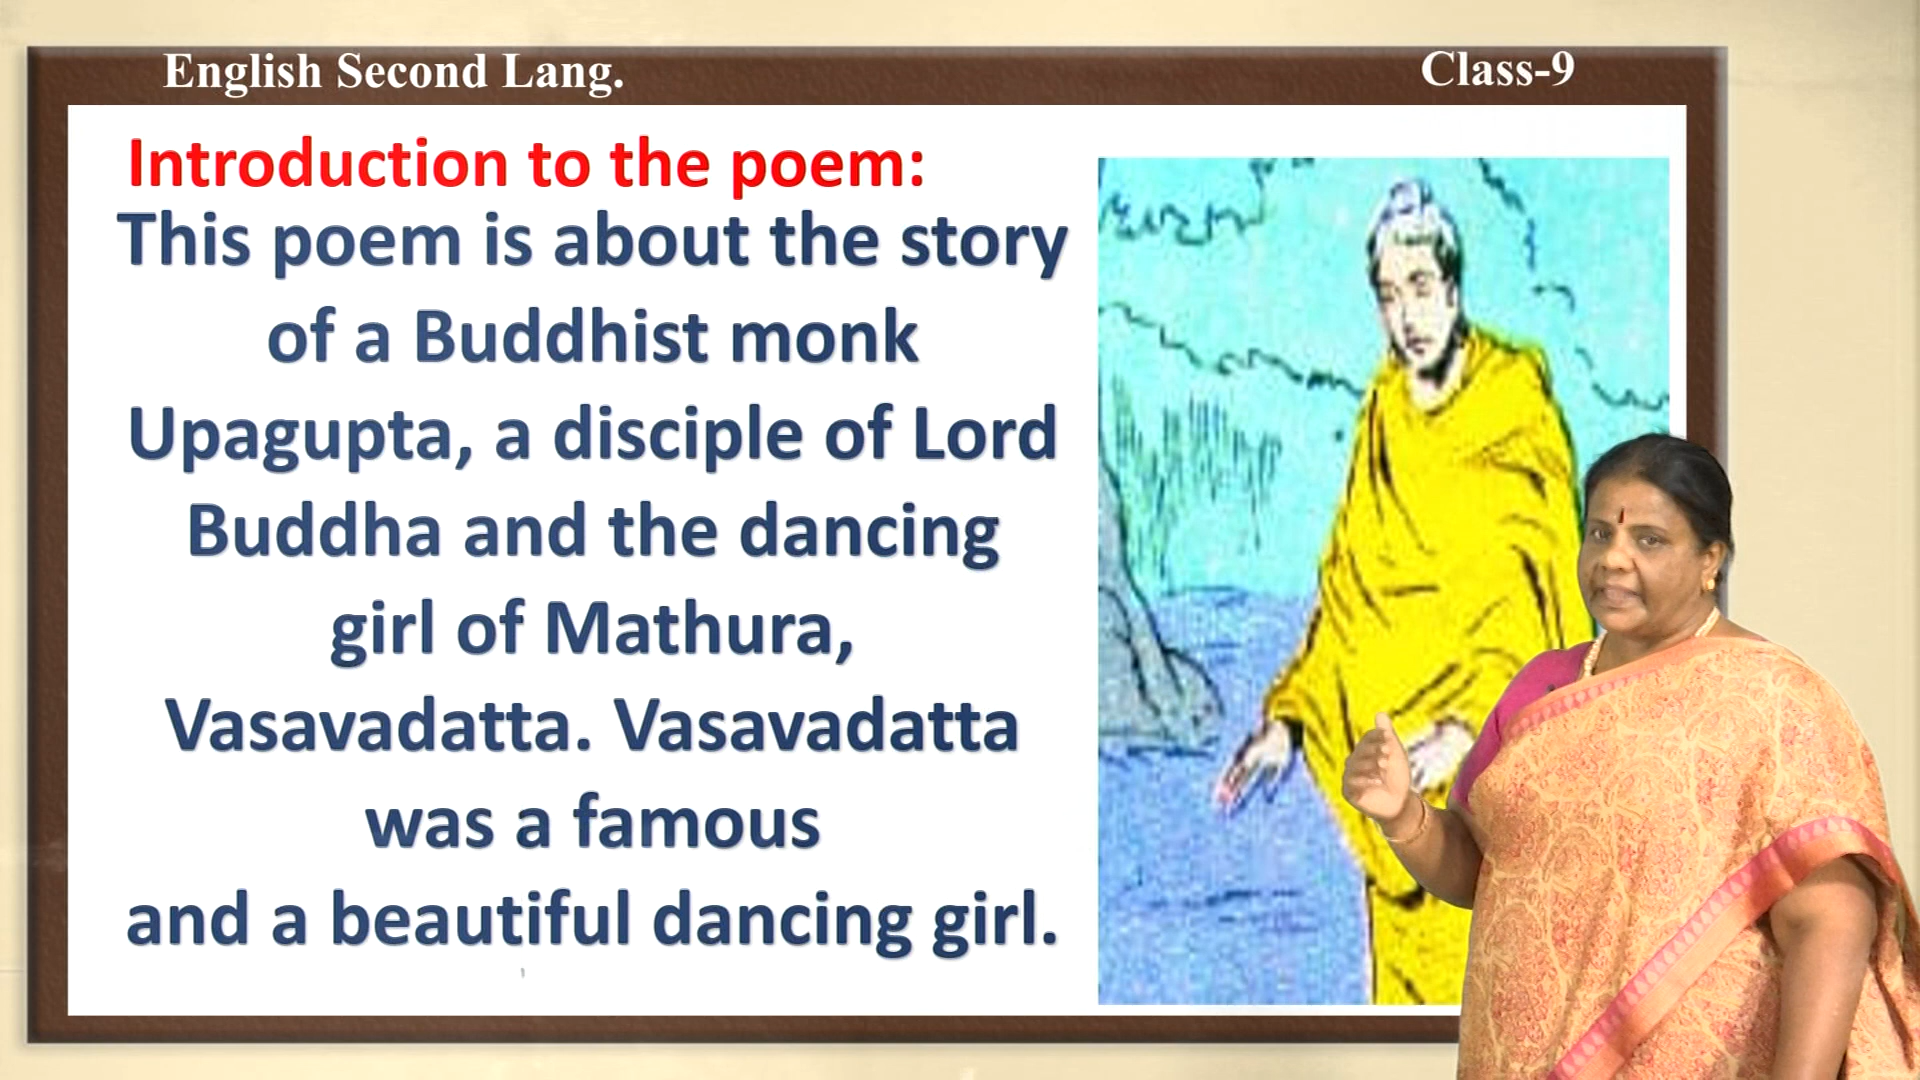 English Second Lang.
Class-9
Introduction to the poem:
This poem is about the story
of a Buddhist monk
Upagupta, a disciple of Lord
Buddha and the dancing
girl of Mathura,
Vasavadatta. Vasavadatta
was a famous
and a beautiful dancing girl.